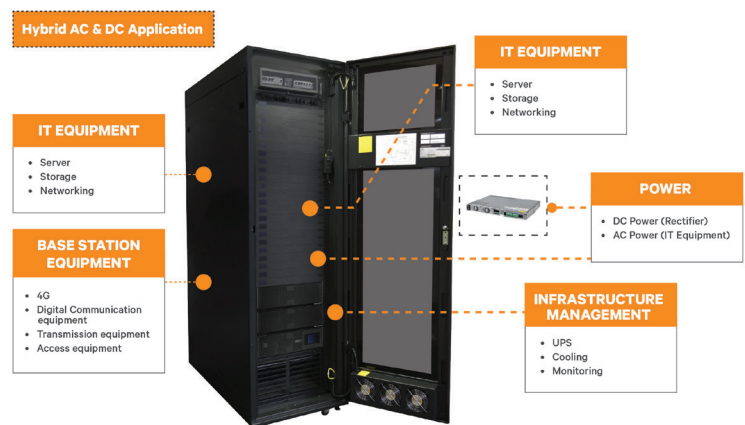 Hybrid AC & DC Application
IT EQUIPMENT
• Server
• Storage
• Networking
IT EQUIPMENT
• Server
• Storage
• Networking
POWER
• DC Power (Rectifier)
• AC Power (IT Equipment)
BASE STATION
EQUIPMENT
• 4G
• Digital Communication
equipment
• Transmission equipment
• Access equipment
INFRASTRUCTURE
MANAGEMENT
• UPS
• Cooling
• Monitoring